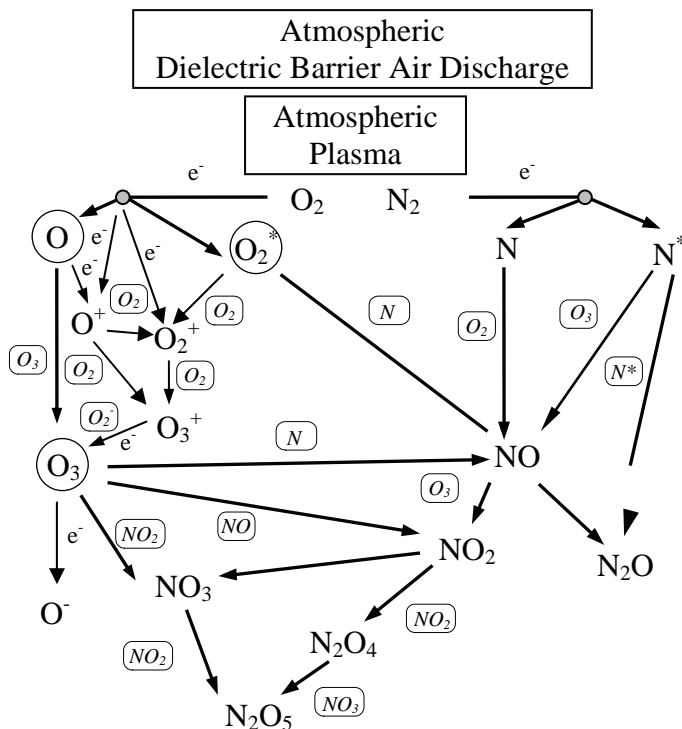 Atmospheric
Dielectric Barrier Air Discharge
Atmospheric
Plasma
e⁻ O₂ N₂ e⁻
O e⁻ e⁻ O₂* N N*
e⁻ O₂ O₂ N O₂ O₃
O⁺ O₂⁺
O₃ O₂ O₂ N*
O₂⁻ e⁻ O₃⁺ N
O₃ NO
O₃
e⁻ NO₂ NO NO₂ N₂O
NO₃
O⁻ NO₂
N₂O₄
NO₂
NO₃
N₂O₅